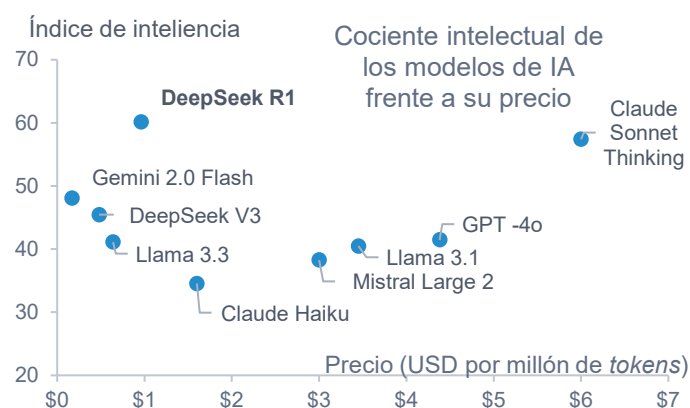 Índice de inteliencia
Cociente intelectual de
los modelos de IA
frente a su precio
70
60
50
40
30
20
DeepSeek R1
Claude
Sonnet
Thinking
Gemini 2.0 Flash
DeepSeek V3
GPT -4o
Llama 3.3
Llama 3.1
Mistral Large 2
Claude Haiku
Precio (USD por millón de tokens)
$0 $1 $2 $3 $4 $5 $6 $7